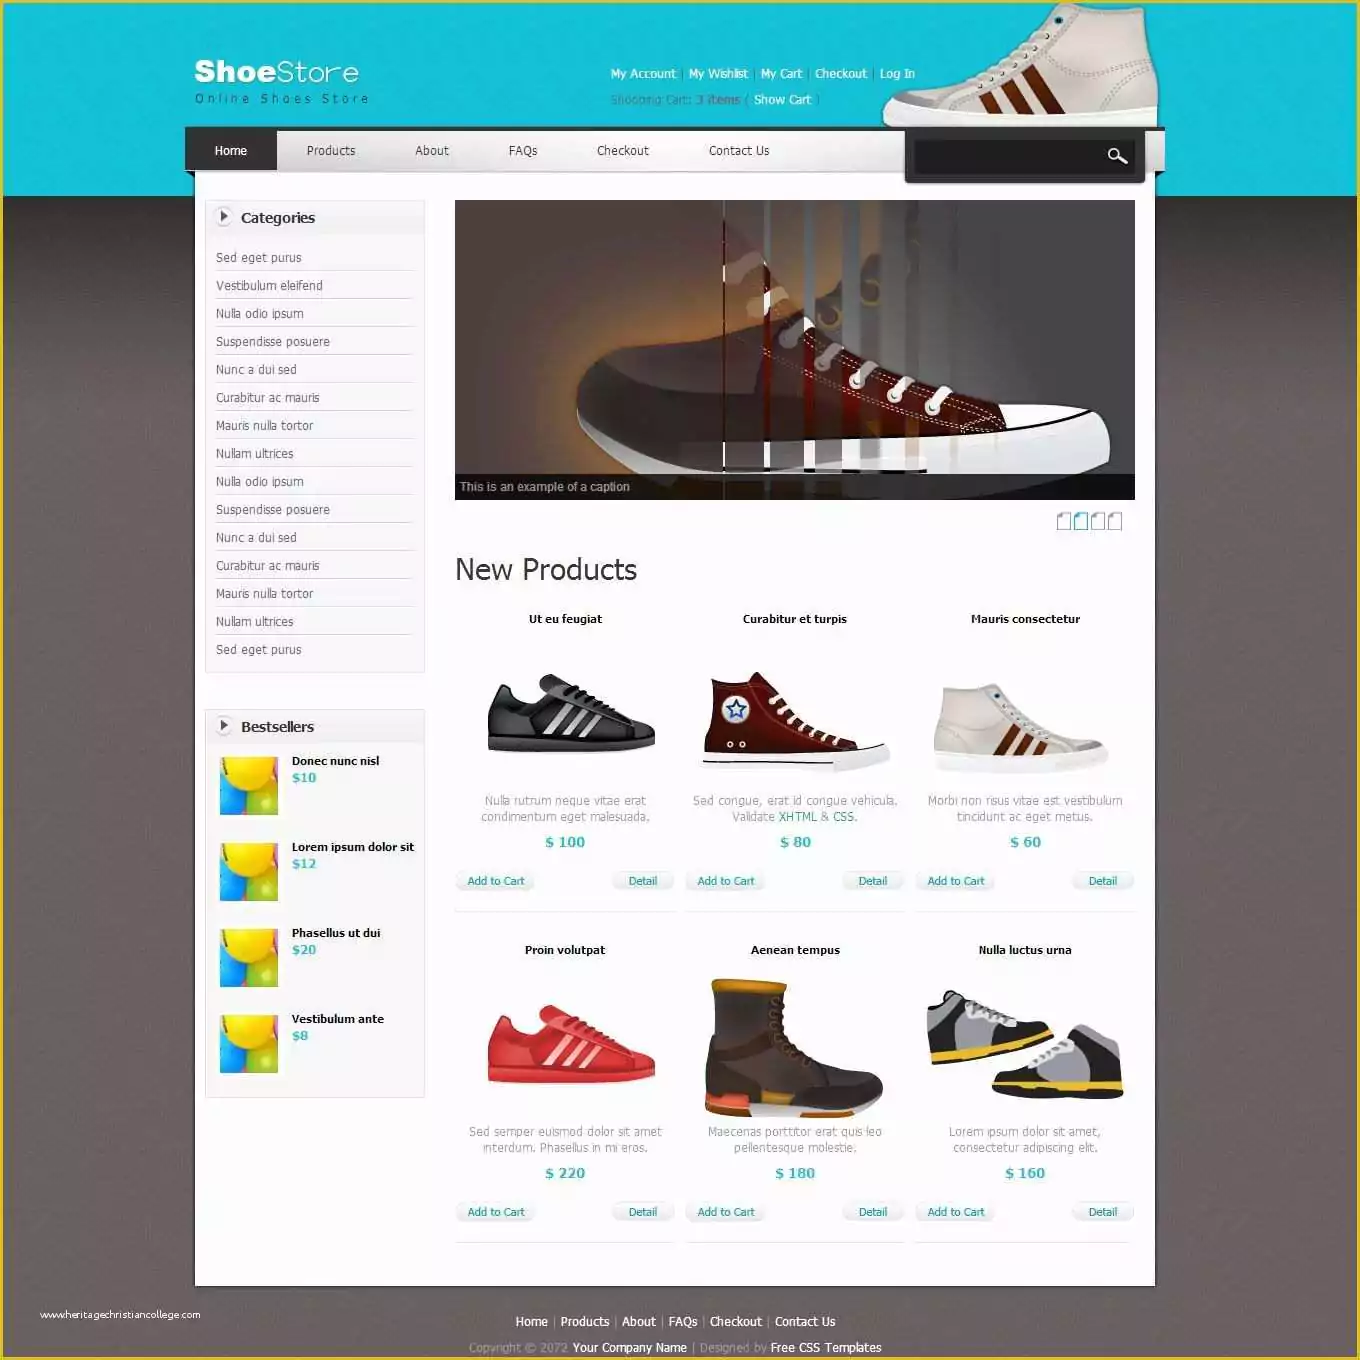 ShoeStore
Online Shoes Store
My Account | My Wishlist | My Cart | Checkout | Log In
Shopping Cart: 3 items ( Show Cart )
Home Products About FAQs Checkout Contact Us
Categories
Sed eget purus
Vestibulum eleifend
Nulla odio ipsum
Suspendisse posuere
Nunc a dui sed
Curabitur ac mauris
Mauris nulla tortor
Nullam ultrices
Nulla odio ipsum
Suspendisse posuere
Nunc a dui sed
Curabitur ac mauris
Mauris nulla tortor
Nullam ultrices
Sed eget purus
Bestsellers
Donec nunc nisl
$10
Lorem ipsum dolor sit
$12
Phasellus ut dui
$20
Vestibulum ante
$8
This is an example of a caption
New Products
Ut eu feugiat
Nulla rutrum neque vitae erat
condimentum eget malesuada.
$ 100
Add to Cart Detail
Curabitur et turpis
Sed congue, erat id congue vehicula.
Validate XHTML & CSS.
$ 80
Add to Cart Detail
Mauris consectetur
Morbi non risus vitae est vestibulum
tincidunt ac eget metus.
$ 60
Add to Cart Detail
Proin volutpat
Sed semper euismod dolor sit amet
interdum. Phasellus in mi eros.
$ 220
Add to Cart Detail
Aenean tempus
Maecenas porttitor erat quis leo
pellentesque molestie.
$ 180
Add to Cart Detail
Nulla luctus urna
Lorem ipsum dolor sit amet,
consectetur adipiscing elit.
$ 160
Add to Cart Detail
www.heritagechristiancollege.com
Home | Products | About | FAQs | Checkout | Contact Us
Copyright © 2072 Your Company Name | Designed by Free CSS Templates